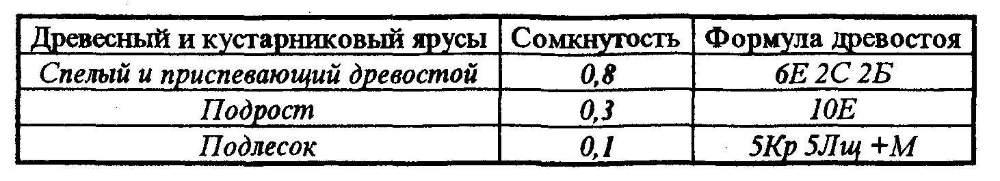 Древесный и кустарниковый ярусы Сомкнутость Формула древостоя
Спелый и приспевающий древостой 0,8 6Е 2С 2Б
Подрост 0,3 10Е
Подлесок 0,1 5Кр 5Лщ +М